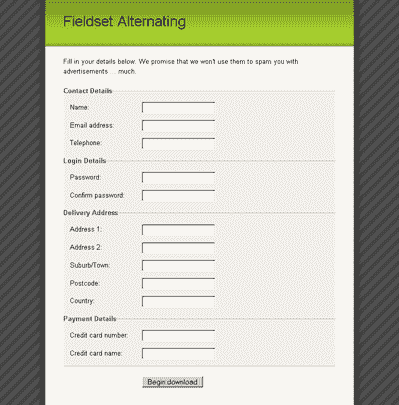 Fieldset Alternating
Fill in your details below. We promise that we won't use them to spam you with
advertisements . . . much.
Contact Details
Name:
Email address:
Telephone:
Login Details
Password:
Confirm password:
Delivery Address
Address 1:
Address 2:
Suburb/Town:
Postcode:
Country:
Payment Details
Credit card number:
Credit card name:
Begin download